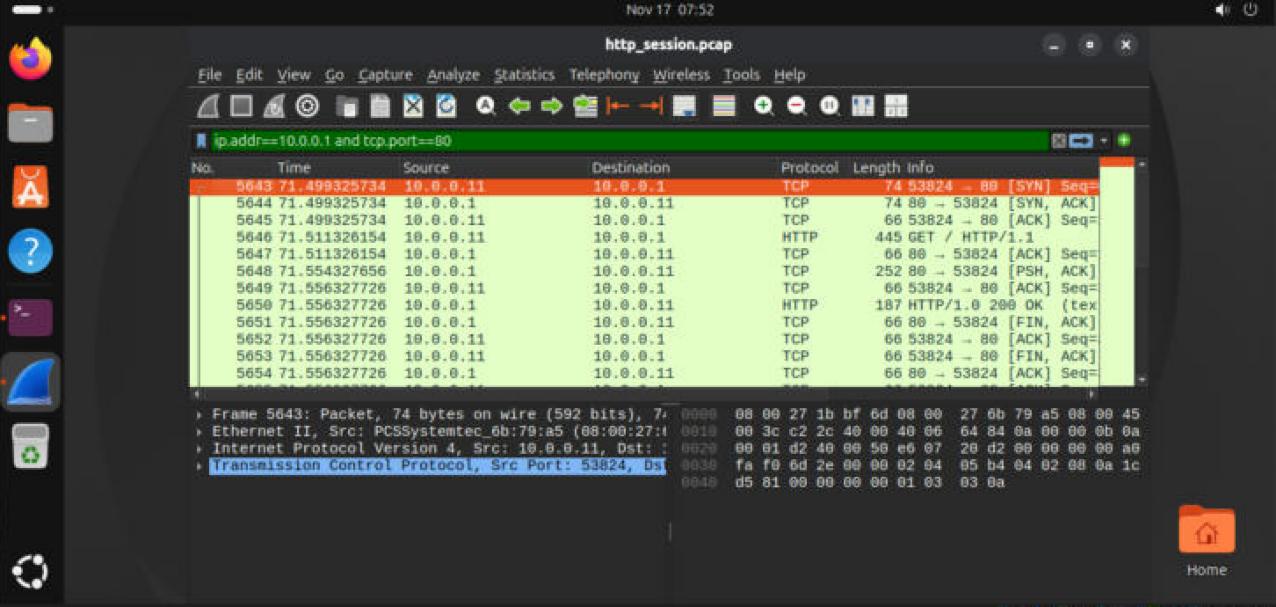 Nov 17 07:52
http_session.pcap
File Edit View Go Capture Analyze Statistics Telephony Wireless Tools Help
ip.addr==10.0.0.1 and tcp.port==80
No. Time Source Destination Protocol Length Info
5643 71.499325734 10.0.0.11 10.0.0.1 TCP 74 53824 → 80 [SYN] Seq=
5644 71.499325734 10.0.0.1 10.0.0.11 TCP 74 80 → 53824 [SYN, ACK]
5645 71.499325734 10.0.0.11 10.0.0.1 TCP 66 53824 → 80 [ACK] Seq=
5646 71.511326154 10.0.0.11 10.0.0.1 HTTP 445 GET / HTTP/1.1
5647 71.511326154 10.0.0.1 10.0.0.11 TCP 66 80 → 53824 [ACK] Seq=
5648 71.554327656 10.0.0.1 10.0.0.11 TCP 252 80 → 53824 [PSH, ACK]
5649 71.556327726 10.0.0.11 10.0.0.1 TCP 66 53824 → 80 [ACK] Seq=
5650 71.556327726 10.0.0.1 10.0.0.11 HTTP 187 HTTP/1.0 200 OK (tex
5651 71.556327726 10.0.0.1 10.0.0.11 TCP 66 80 → 53824 [FIN, ACK]
5652 71.556327726 10.0.0.11 10.0.0.1 TCP 66 53824 → 80 [ACK] Seq=
5653 71.556327726 10.0.0.11 10.0.0.1 TCP 66 53824 → 80 [FIN, ACK]
5654 71.556327726 10.0.0.1 10.0.0.11 TCP 66 80 → 53824 [ACK] Seq=
Frame 5643: Packet, 74 bytes on wire (592 bits), 74
Ethernet II, Src: PCSSystemtec_6b:79:a5 (08:00:27:6
Internet Protocol Version 4, Src: 10.0.0.11, Dst:
Transmission Control Protocol, Src Port: 53824, Dst
0000 08 00 27 1b bf 6d 08 00 27 6b 79 a5 08 00 45
0010 00 3c c2 2c 40 00 40 06 64 84 0a 00 00 0b 0a
0020 00 01 d2 40 00 50 e6 07 20 d2 00 00 00 00 a0
0030 fa f0 6d 2e 00 00 02 04 05 b4 04 02 08 0a 1c
0040 d5 81 00 00 00 00 01 03 03 0a
Home